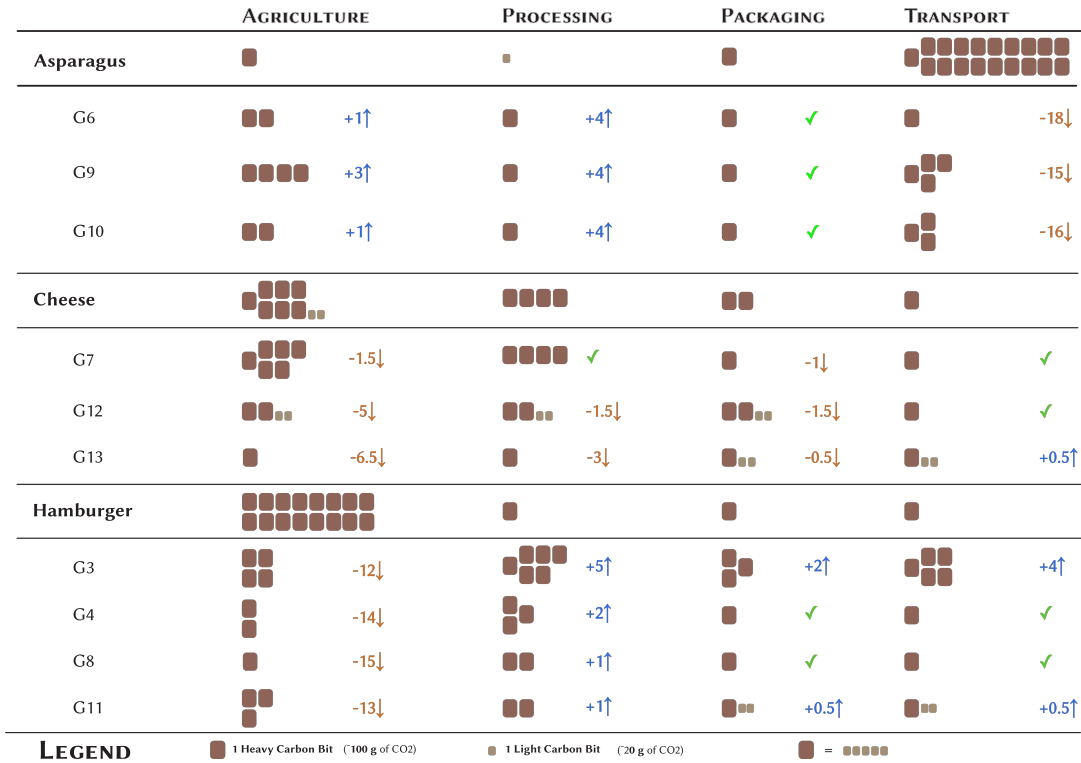 AGRICULTURE PROCESSING PACKAGING TRANSPORT
Asparagus
G6 +1↑ +4↑ ✓ -18↓
G9 +3↑ +4↑ ✓ -15↓
G10 +1↑ +4↑ ✓ -16↓
Cheese
G7 -1.5↓ ✓ -1↓ ✓
G12 -5↓ -1.5↓ -1.5↓ ✓
G13 -6.5↓ -3↓ -0.5↓ +0.5↑
Hamburger
G3 -12↓ +5↑ +2↑ +4↑
G4 -14↓ +2↑ ✓ ✓
G8 -15↓ +1↑ ✓ ✓
G11 -13↓ +1↑ +0.5↑ +0.5↑
LEGEND 1 Heavy Carbon Bit (~100 g of CO2) 1 Light Carbon Bit (~20 g of CO2) =